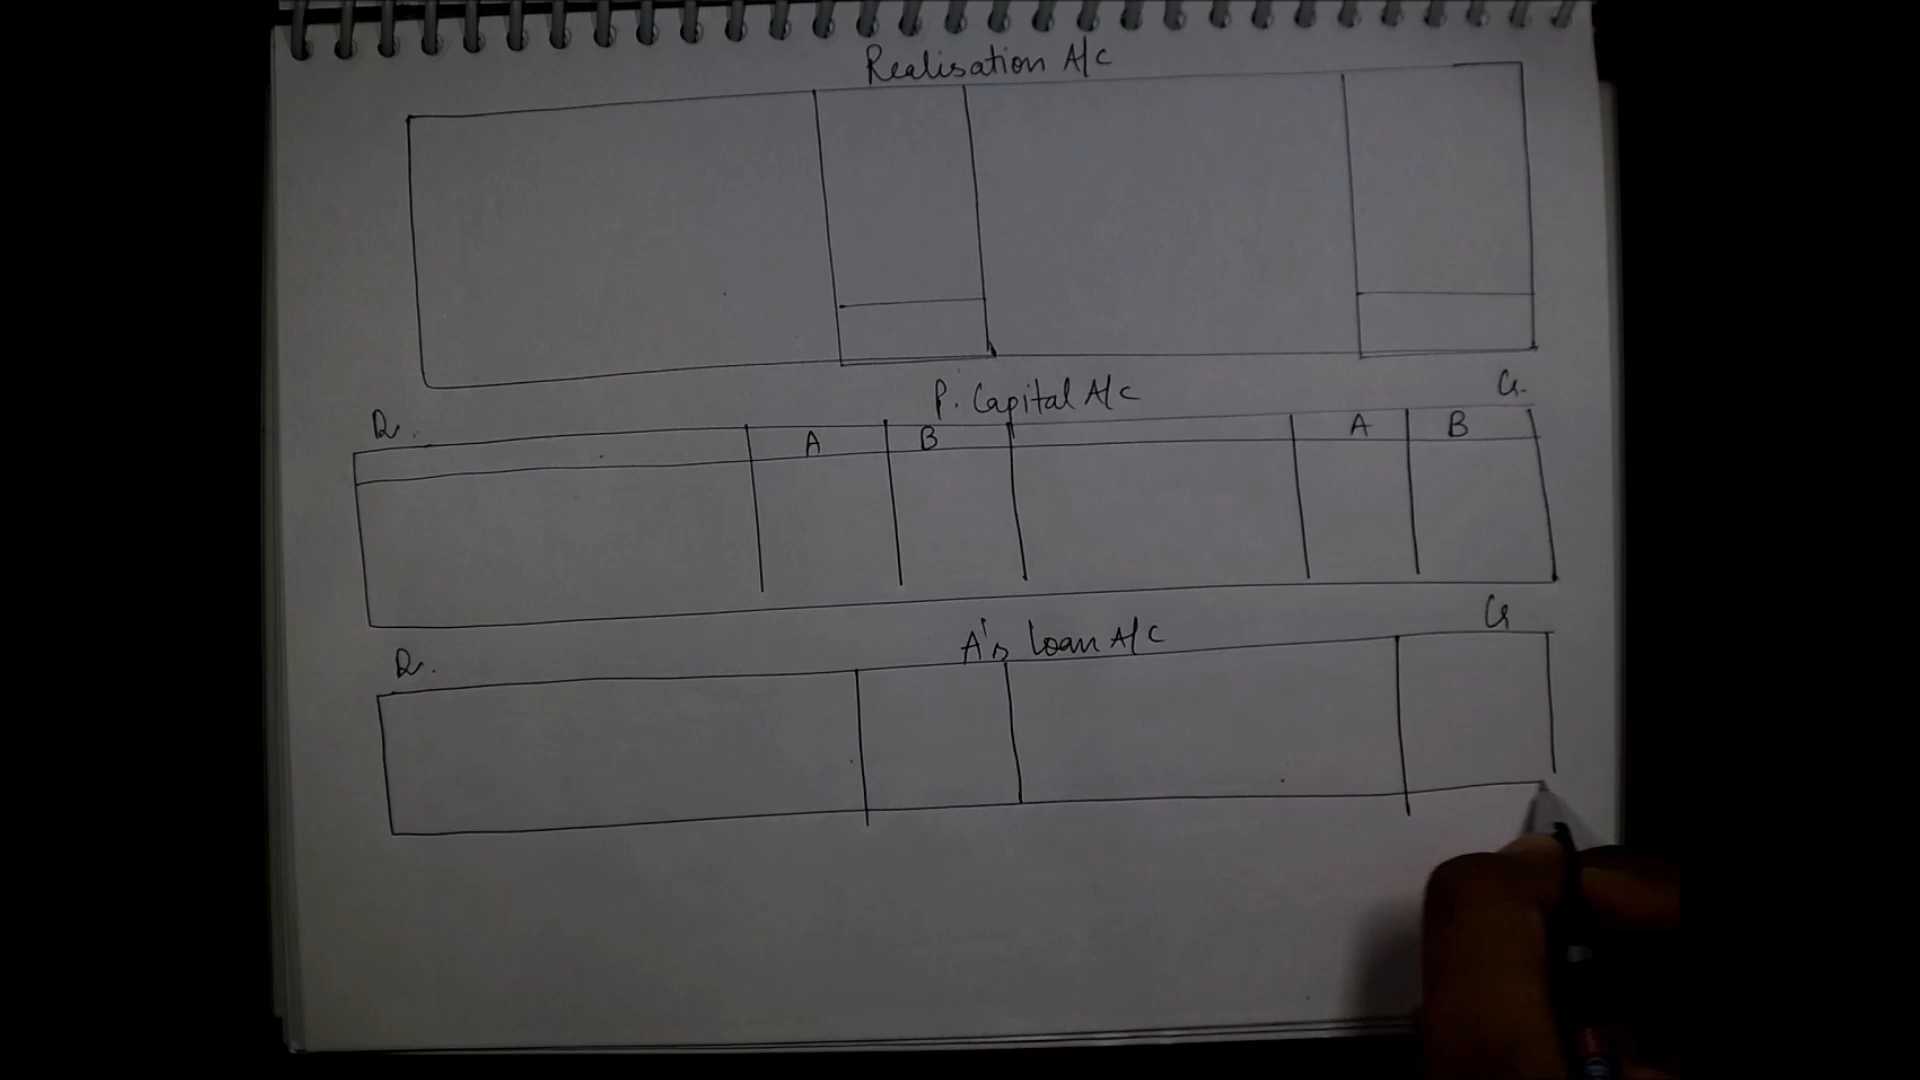 Realisation A/c
P. Capital A/c
Dr. Cr.
A B A B
A's Loan A/c
Dr. Cr